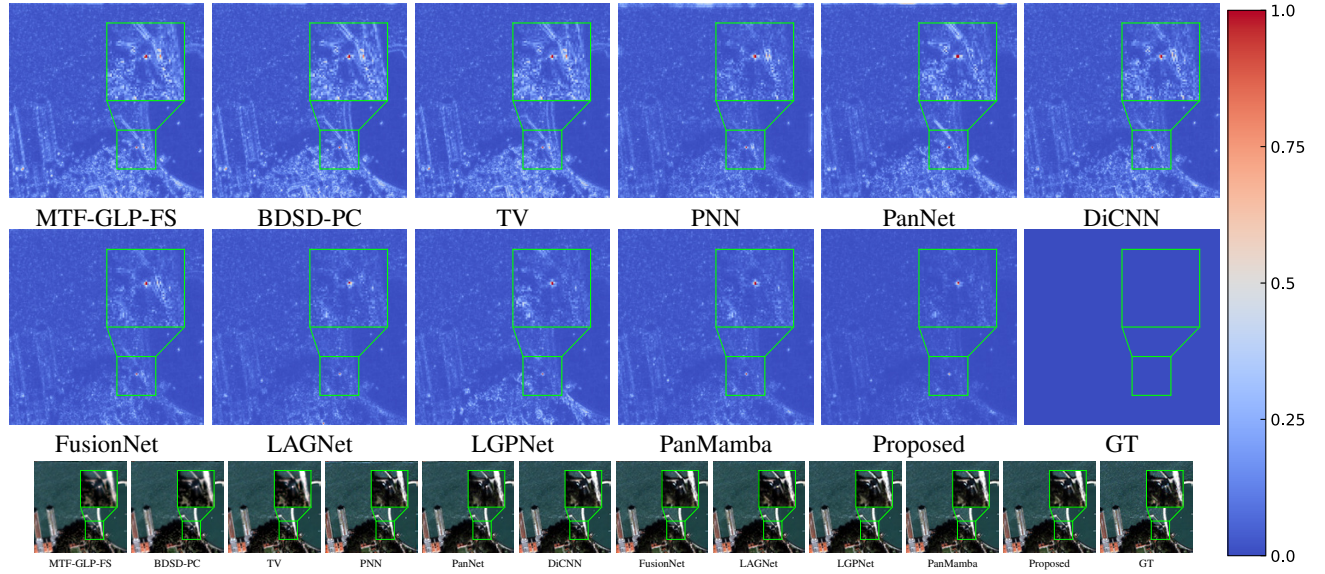 1.0
MTF-GLP-FS BDSD-PC TV PNN PanNet DiCNN
0.75
0.5
0.25
FusionNet LAGNet LGPNet PanMamba Proposed GT
0.0
MTF-GLP-FS BDSD-PC TV PNN PanNet DiCNN FusionNet LAGNet LGPNet PanMamba Proposed GT